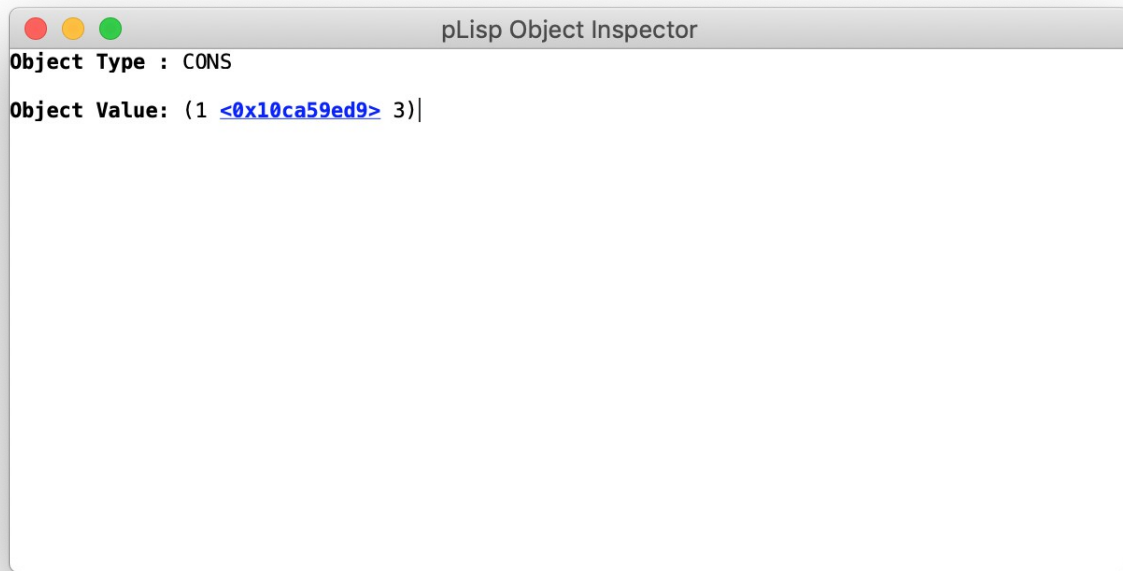 pLisp Object Inspector
Object Type : CONS
Object Value: (1 <0x10ca59ed9> 3)